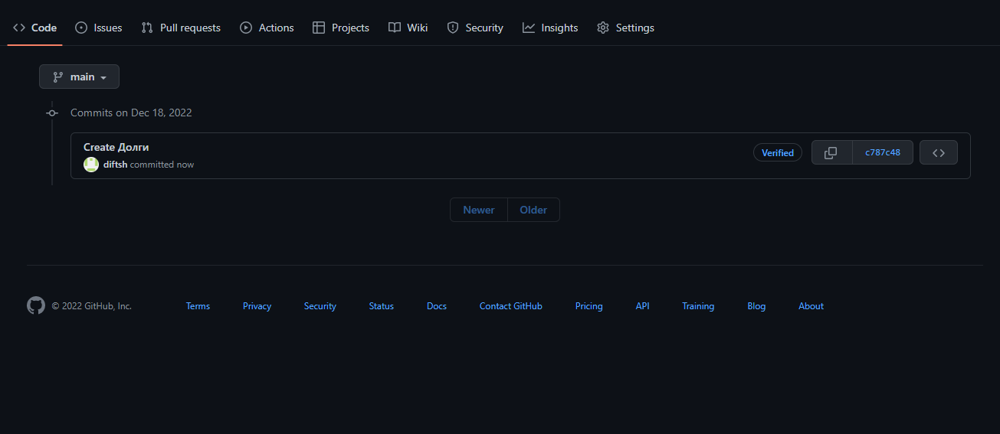 Code Issues Pull requests Actions Projects Wiki Security Insights Settings
main
Commits on Dec 18, 2022
Create Долги
diftsh committed now
Verified
c787c48
Newer Older
© 2022 GitHub, Inc. Terms Privacy Security Status Docs Contact GitHub Pricing API Training Blog About